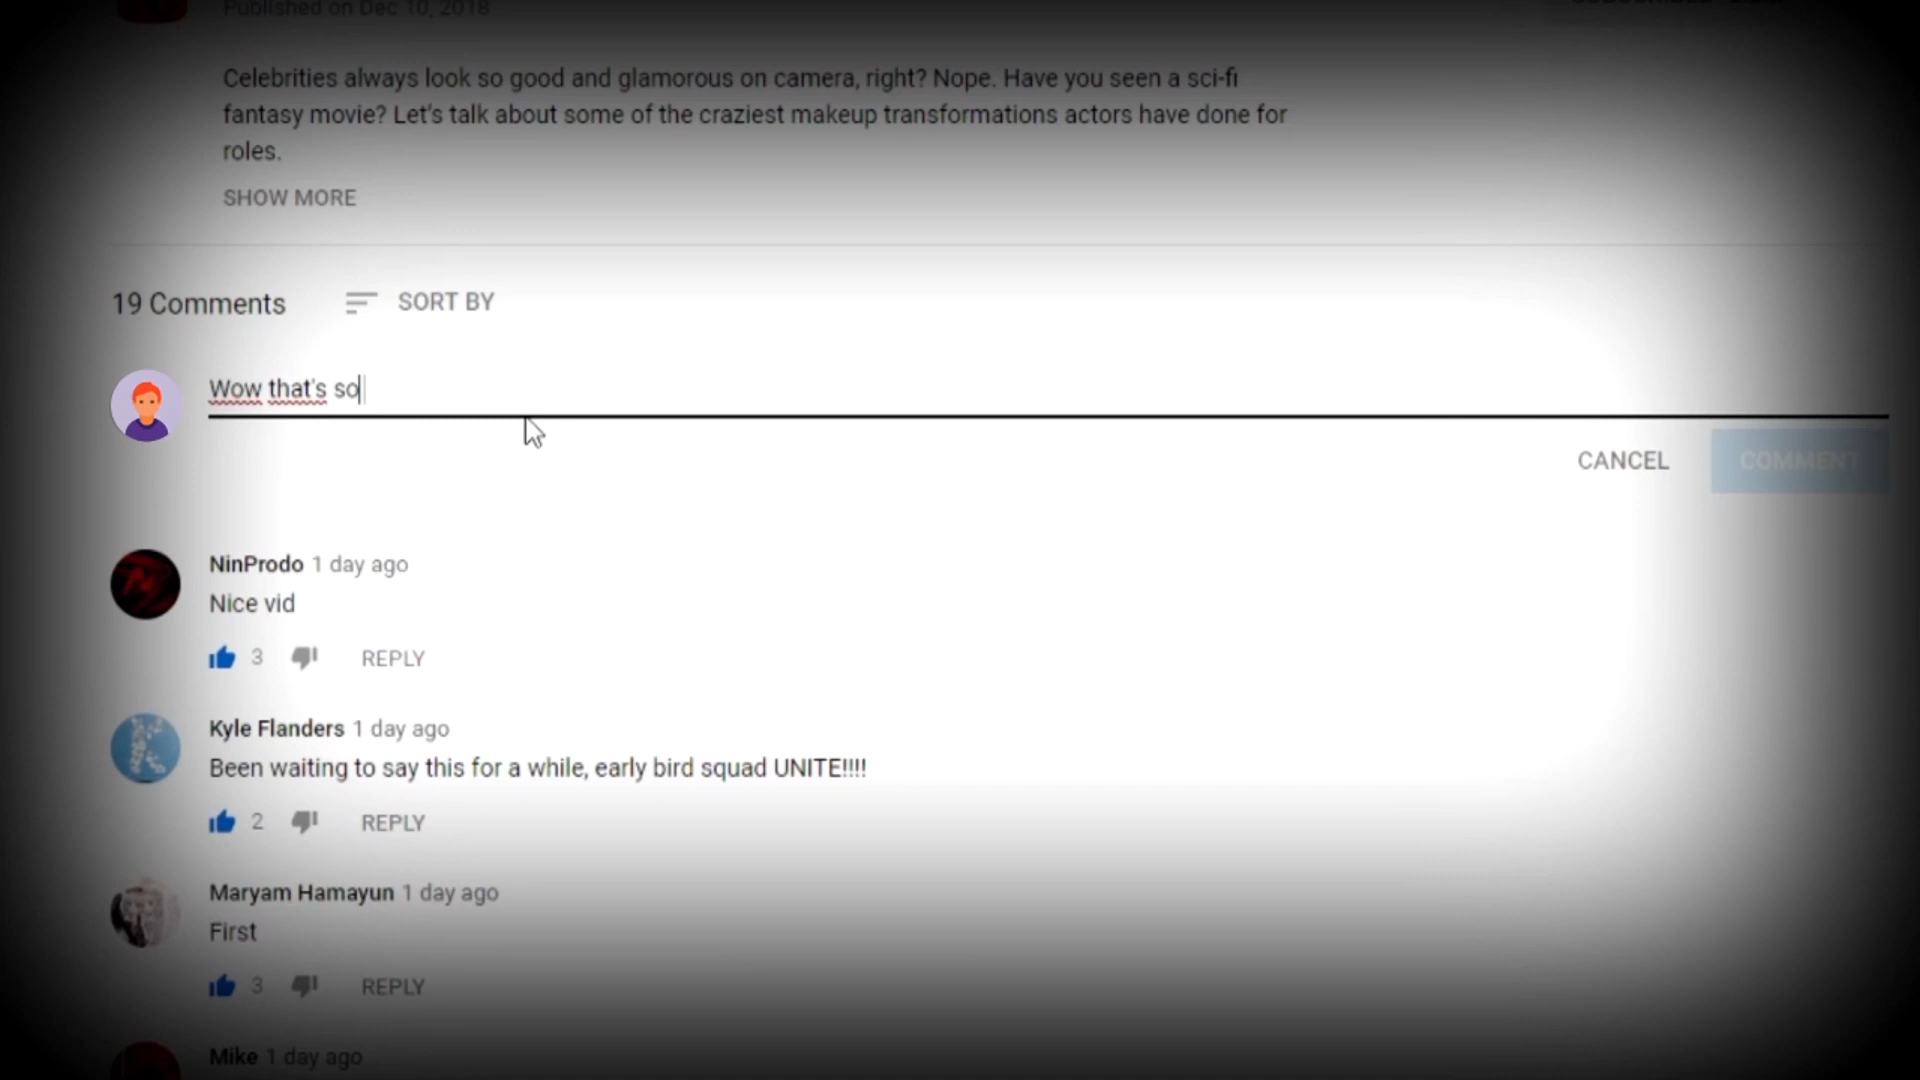 Published on Dec 10, 2018
Celebrities always look so good and glamorous on camera, right? Nope. Have you seen a sci-fi
fantasy movie? Let's talk about some of the craziest makeup transformations actors have done for
roles.
SHOW MORE
19 Comments SORT BY
Wow that's so
CANCEL COMMENT
NinProdo 1 day ago
Nice vid
3 REPLY
Kyle Flanders 1 day ago
Been waiting to say this for a while, early bird squad UNITE!!!!
2 REPLY
Maryam Hamayun 1 day ago
First
3 REPLY
Mike 1 day ago